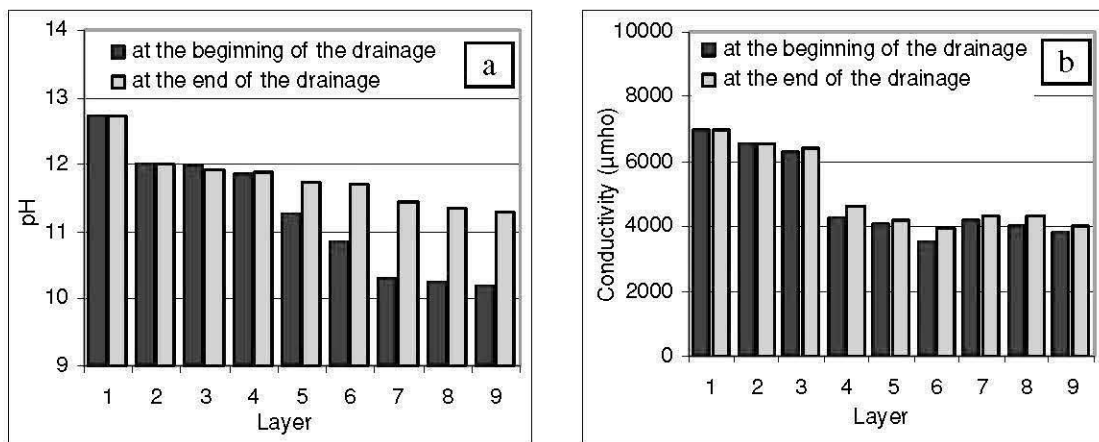 14
13
12
11
10
9
pH
at the beginning of the drainage
at the end of the drainage
a
1 2 3 4 5 6 7 8 9
Layer
10000
8000
6000
4000
2000
0
Conductivity (µmho)
at the beginning of the drainage
at the end of the drainage
b
1 2 3 4 5 6 7 8 9
Layer